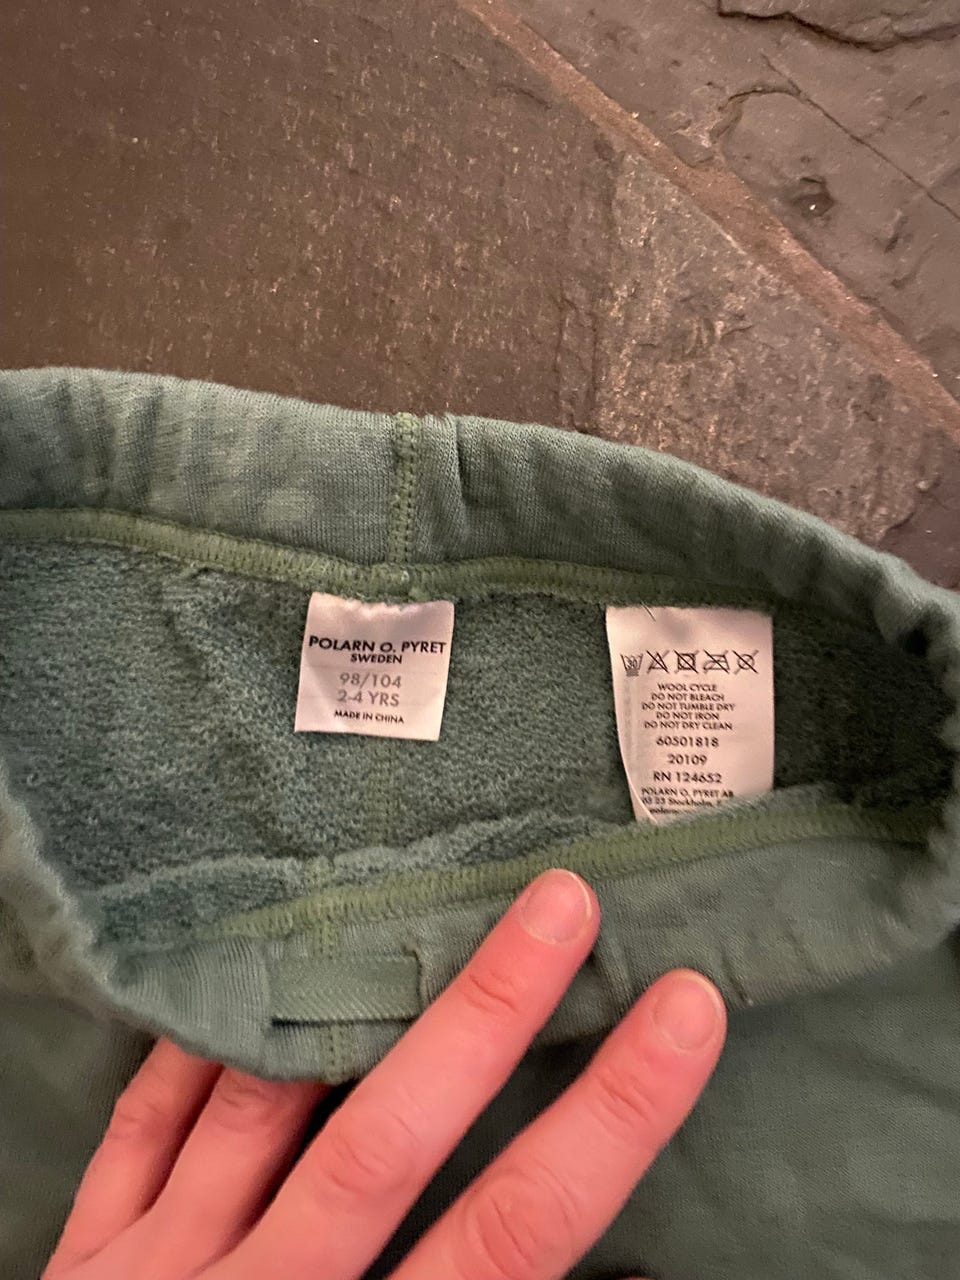 POLARN O. PYRET
SWEDEN
98/104
2-4 YRS
MADE IN CHINA
30
WOOL CYCLE
DO NOT BLEACH
DO NOT TUMBLE DRY
DO NOT IRON
DO NOT DRY CLEAN
60501818
20109
RN 124652
POLARN O. PYRET AB
Stockholm,